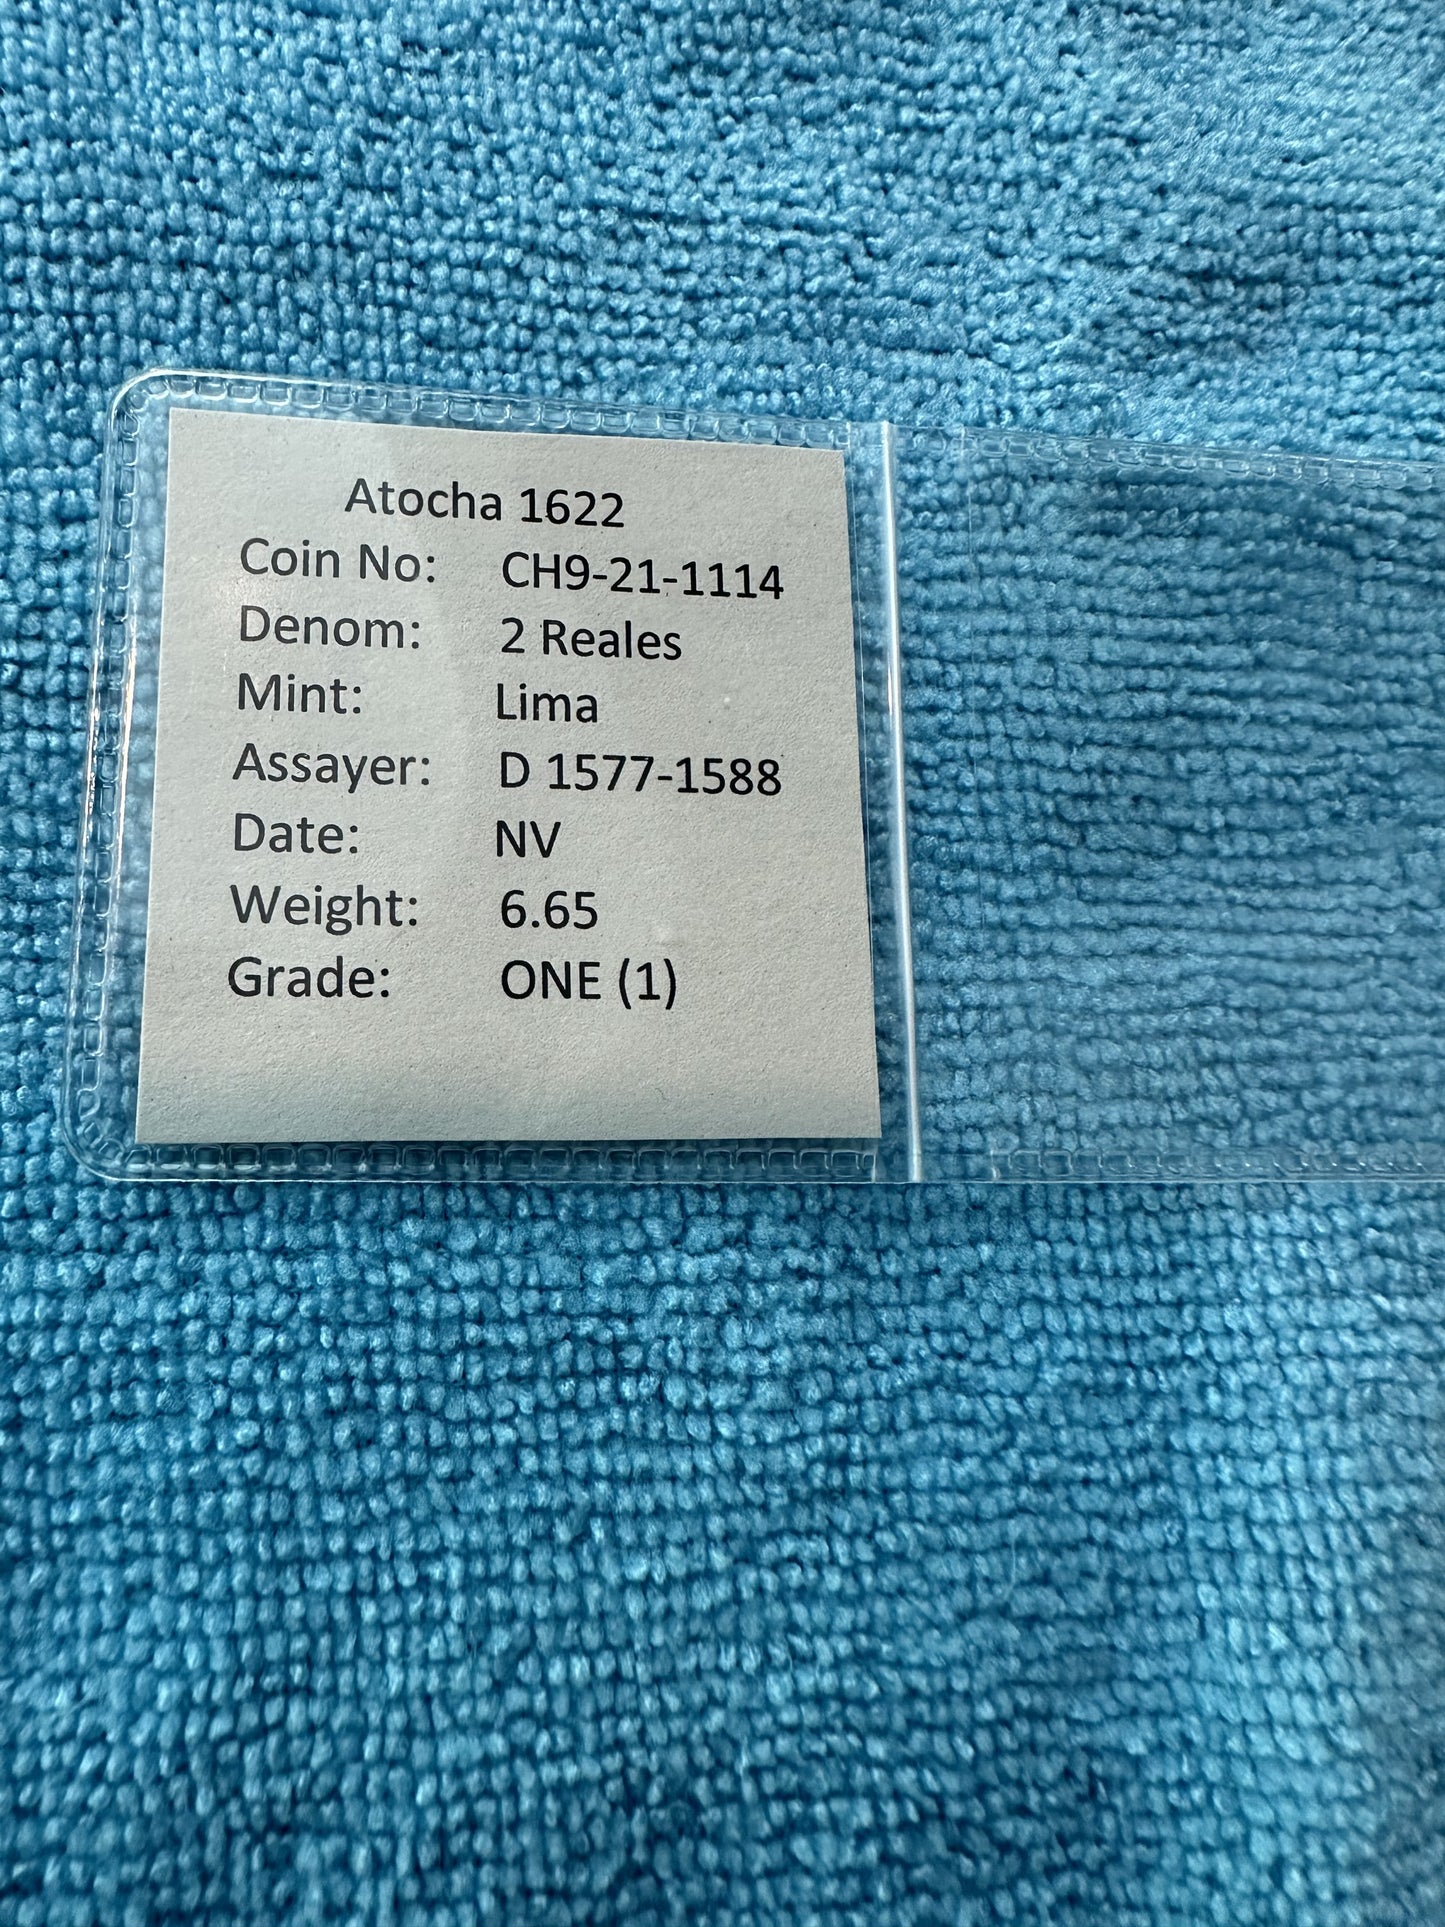 Atocha 1622
Coin No: CH9-21-1114
Denom: 2 Reales
Mint: Lima
Assayer: D 1577-1588
Date: NV
Weight: 6.65
Grade: ONE (1)